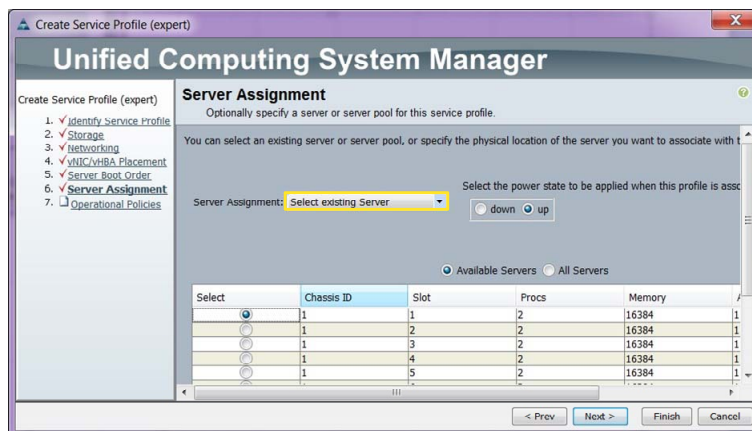 Create Service Profile (expert)
Unified Computing System Manager
Create Service Profile (expert)
1. Identify Service Profile
2. Storage
3. Networking
4. vNIC/vHBA Placement
5. Server Boot Order
6. Server Assignment
7. Operational Policies
Server Assignment
Optionally specify a server or server pool for this service profile.
You can select an existing server or server pool, or specify the physical location of the server you want to associate with
Server Assignment: Select existing Server
Select the power state to be applied when this profile is
down up
Available Servers All Servers
Select Chassis ID Slot Procs Memory
1 1 2 16384 1
1 2 2 16384 1
1 3 2 16384 1
1 4 2 16384 1
1 5 2 16384 1
< Prev Next > Finish Cancel